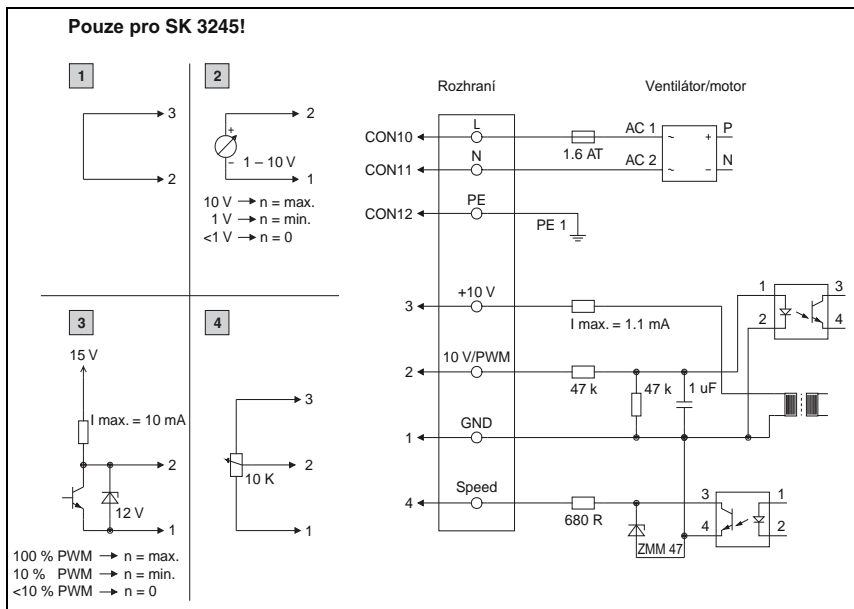 Pouze pro SK 3245!
1
3
2
2
2
+
–
1 – 10 V
1
10 V → n = max.
1 V → n = min.
<1 V → n = 0
3
15 V
I max. = 10 mA
2
12 V
1
100 % PWM → n = max.
10 % PWM → n = min.
<10 % PWM → n = 0
4
3
2
10 K
1
Rozhraní
Ventilátor/motor
CON10
L
1.6 AT
AC 1
~
+
P
CON11
N
AC 2
~
–
N
CON12
PE
PE 1
3
+10 V
I max. = 1.1 mA
1
2
3
4
2
10 V/PWM
47 k
47 k
1 uF
1
GND
4
Speed
680 R
ZMM 47
3
4
1
2